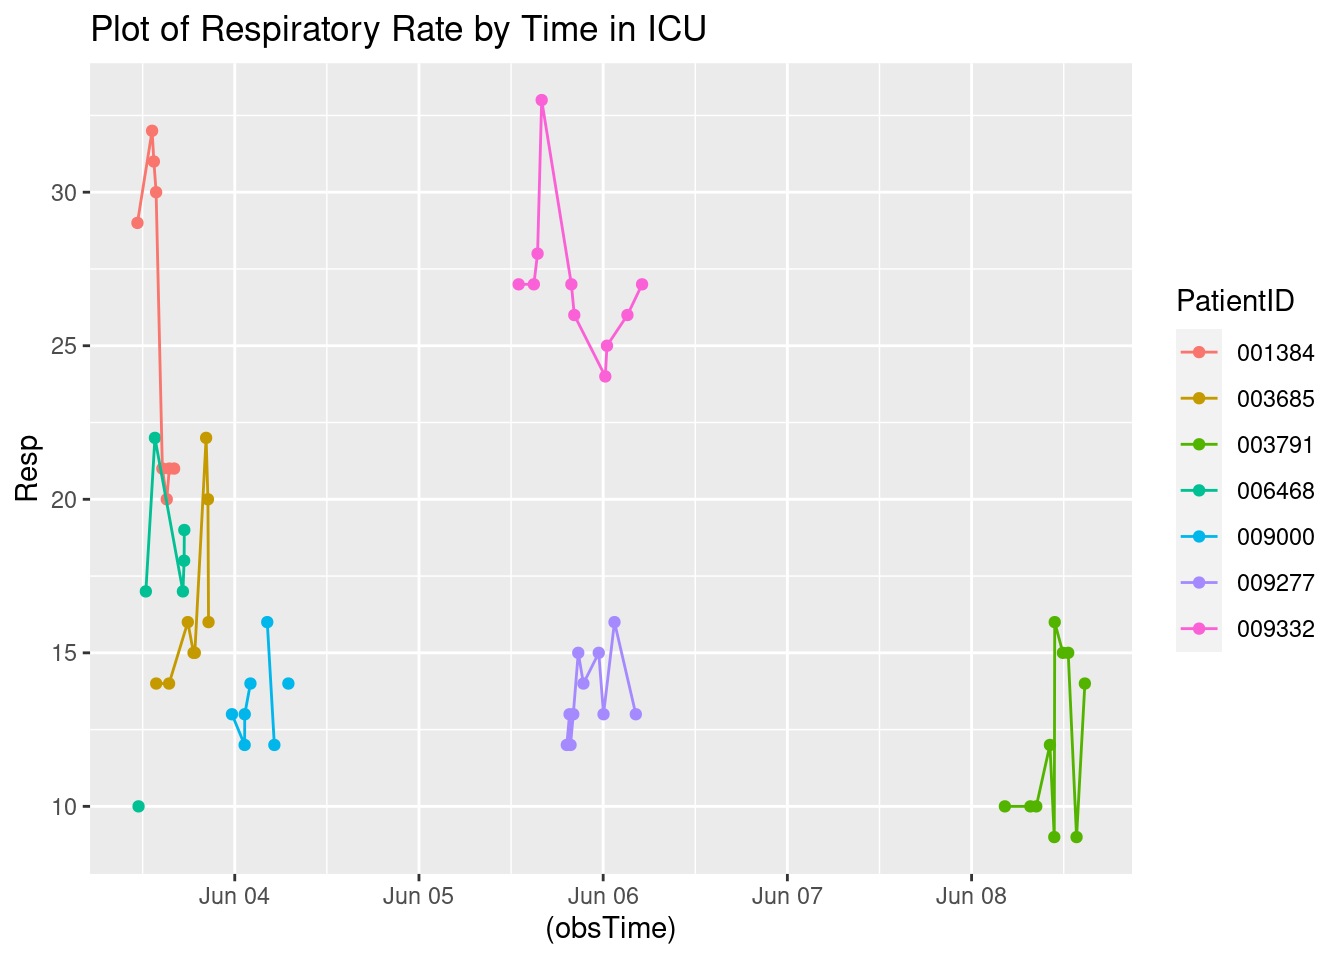 Plot of Respiratory Rate by Time in ICU
Resp
30
25
20
15
10
Jun 04 Jun 05 Jun 06 Jun 07 Jun 08
(obsTime)
PatientID
001384
003685
003791
006468
009000
009277
009332